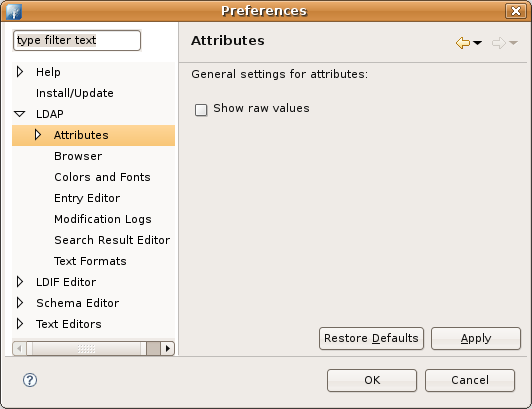 Preferences
type filter text
Help
Install/Update
LDAP
Attributes
Browser
Colors and Fonts
Entry Editor
Modification Logs
Search Result Editor
Text Formats
LDIF Editor
Schema Editor
Text Editors
Attributes
General settings for attributes:
Show raw values
Restore Defaults
Apply
?
OK
Cancel